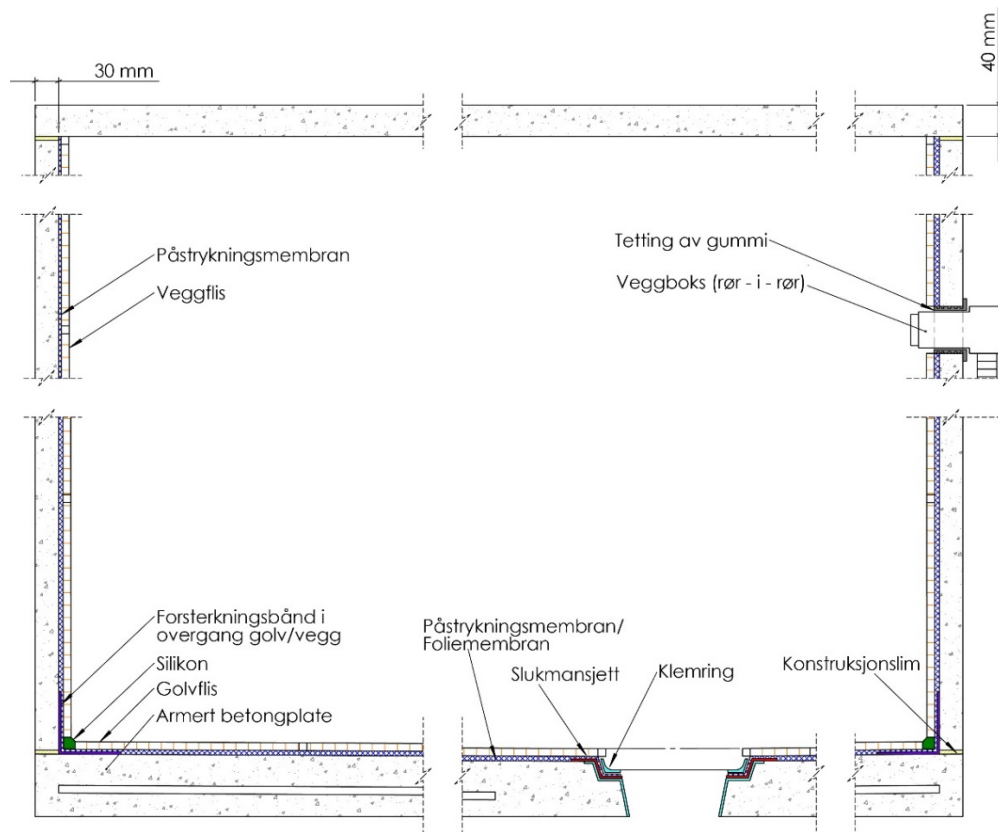 30 mm
40 mm
Påstrykningsmembran
Veggflis
Tetting av gummi
Veggboks (rør - i - rør)
Forsterkningsbånd i
overgang golv/vegg
Silikon
Golvflis
Armert betongplate
Påstrykningsmembran/
Foliemembran
Slukmansjett
Klemring
Konstruksjonslim